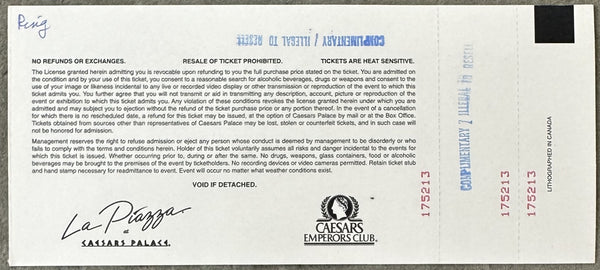 Ring
COMPLIMENTARY / ILLEGAL TO RESELL
NO REFUNDS OR EXCHANGES. RESALE OF TICKET PROHIBITED. TICKETS ARE HEAT SENSITIVE.
The License granted herein admitting you is revocable upon refunding to you the full purchase price stated on the ticket. You are admitted on
the condition and by your use of this ticket, you consent to a reasonable search for alcoholic beverages, drugs or weapons and consent to the
use of your image or likeness incidental to any live or recorded video display or other transmission or reproduction of the event to which this
ticket admits you. You further agree that you will not transmit or aid in transmitting any description, account, picture or reproduction of the
event or exhibition to which this ticket admits you. Any violation of these conditions revokes the license granted herein under which you are
admitted and may subject you to ejection without refund of the ticket purchase price or any portion thereof. In the event of a cancellation
for which there is no rescheduled date, a refund for this ticket may be issued, at the option of Caesars Palace by mail or at the Box Office.
Tickets obtained from sources other than representatives of Caesars Palace may be lost, stolen or counterfeit tickets, and in such case will
not be honored for admission.
Management reserves the right to refuse admission or eject any person whose conduct is deemed by management to be disorderly or who
fails to comply with the terms and conditions herein. Holder of this ticket voluntarily assumes all risks and danger incidental to the events for
which this ticket is issued. Whether occurring prior to, during or after the same. No drugs, weapons, glass containers, food or alcoholic
beverages may be brought to the premises of the event by ticketholders. No recording devices or video cameras permitted. Retain ticket stub
and hand stamp necessary for readmittance to event. Event will occur no matter what weather conditions exist.
VOID IF DETACHED.
La Piazza
AT
CAESARS PALACE.
CAESARS
EMPERORS CLUB
175213
COMPLIMENTARY / ILLEGAL TO RESELL
175213
175213
LITHOGRAPHED IN CANADA